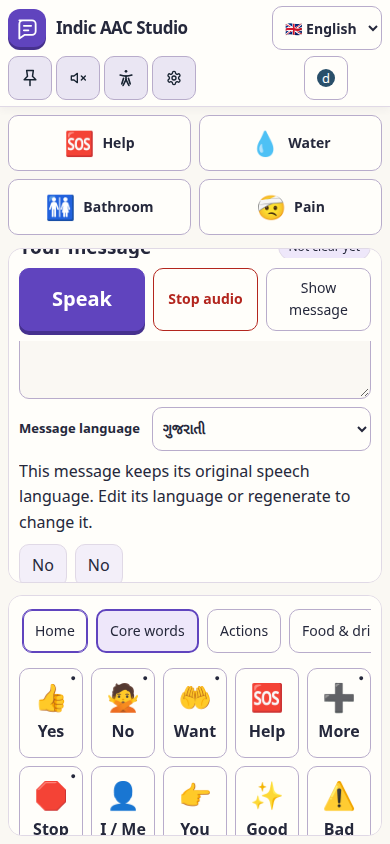 Indic AAC Studio
English
d
Help
Water
Bathroom
Pain
Your message
Not clear yet
Speak
Stop audio
Show
message
Message language
ગુજરાતી
This message keeps its original speech
language. Edit its language or regenerate to
change it.
No
No
Home
Core words
Actions
Food & dri
Yes
No
Want
Help
More
Stop
I / Me
You
Good
Bad